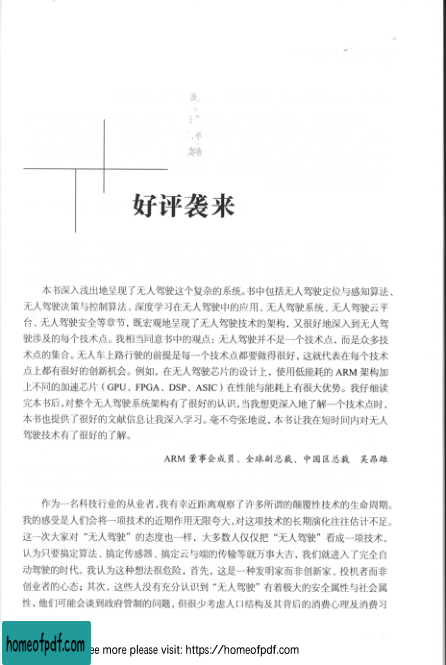 好评袭来
本书深入浅出地呈现了无人驾驶这个复杂的系统。书中包括无人驾驶定位与感知算法、
无人驾驶决策与控制算法、深度学习在无人驾驶中的应用、无人驾驶系统、无人驾驶云平
台、无人驾驶安全等章节，既宏观地呈现了无人驾驶技术的架构，又很好地深入到无人驾
驶涉及的每个技术点。我相当同意书中的观点：无人驾驶并不是一个技术点，而是众多技
术点的集合。无人车上路行驶的前提是每一个技术点都要做得很好，这就代表在每个技术
点上都有很好的创新机会。例如，在无人驾驶芯片的设计上，使用低能耗的 ARM 架构加
上不同的加速芯片（GPU、FPGA、DSP、ASIC）在性能与能耗上有很大优势。我仔细读
完本书后，对整个无人驾驶系统架构有了很好的认识，当我想更深入地了解一个技术点时，
本书也提供了很好的文献信息让我深入学习。毫不夸张地说，本书让我在短时间内对无人
驾驶技术有了很好的了解。
ARM 董事会成员、全球副总裁、中国区总裁 吴昂雄
作为一名科技行业的从业者，我有幸近距离观察了许多所谓的颠覆性技术的生命周期。
我的感受是人们会将一项技术的近期作用无限夸大，对这项技术的长期演化往往估计不足。
这一次大家对“无人驾驶”的态度也一样，大多数人仅仅把“无人驾驶”看成一项技术，
认为只要搞定算法、搞定传感器、搞定云与端的传输等就万事大吉，我们就进入了完全自
动驾驶的时代。我认为这种想法很危险，首先，这是一种发明家而非创新家、投机者而非
创业者的心态；其次，这些人没有充分认识到“无人驾驶”有着极大的安全属性与社会属
性，他们可能会谈到政府管制的问题，但很少考虑人口结构及其背后的消费心理及消费习
homeofpdf.com
ee more please visit: https://homeofpdf.com